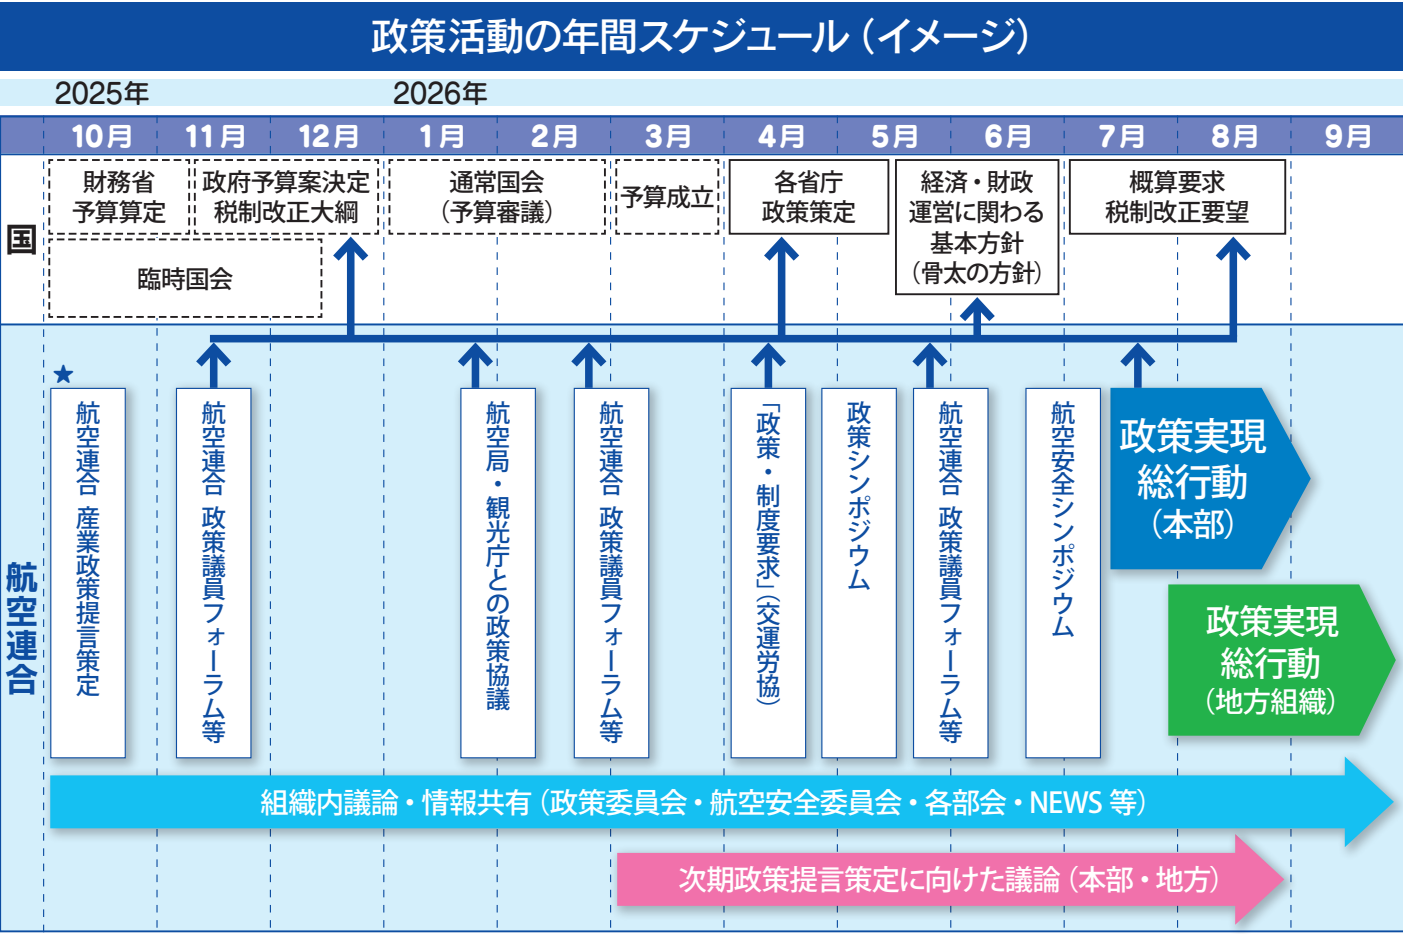 政策活動の年間スケジュール（イメージ）
2025年
2026年
10月
11月
12月
1月
2月
3月
4月
5月
6月
7月
8月
9月
国
財務省
予算算定
政府予算案決定
税制改正大綱
通常国会
（予算審議）
予算成立
各省庁
政策策定
経済・財政
運営に関わる
基本方針
（骨太の方針）
概算要求
税制改正要望
臨時国会
航空連合
★
航空連合 産業政策提言策定
航空連合 政策議員フォーラム等
航空局・観光庁との政策協議
航空連合 政策議員フォーラム等
「政策・制度要求」（交運労協）
政策シンポジウム
航空連合 政策議員フォーラム等
航空安全シンポジウム
政策実現
総行動
（本部）
政策実現
総行動
（地方組織）
組織内議論・情報共有（政策委員会・航空安全委員会・各部会・NEWS 等）
次期政策提言策定に向けた議論（本部・地方）